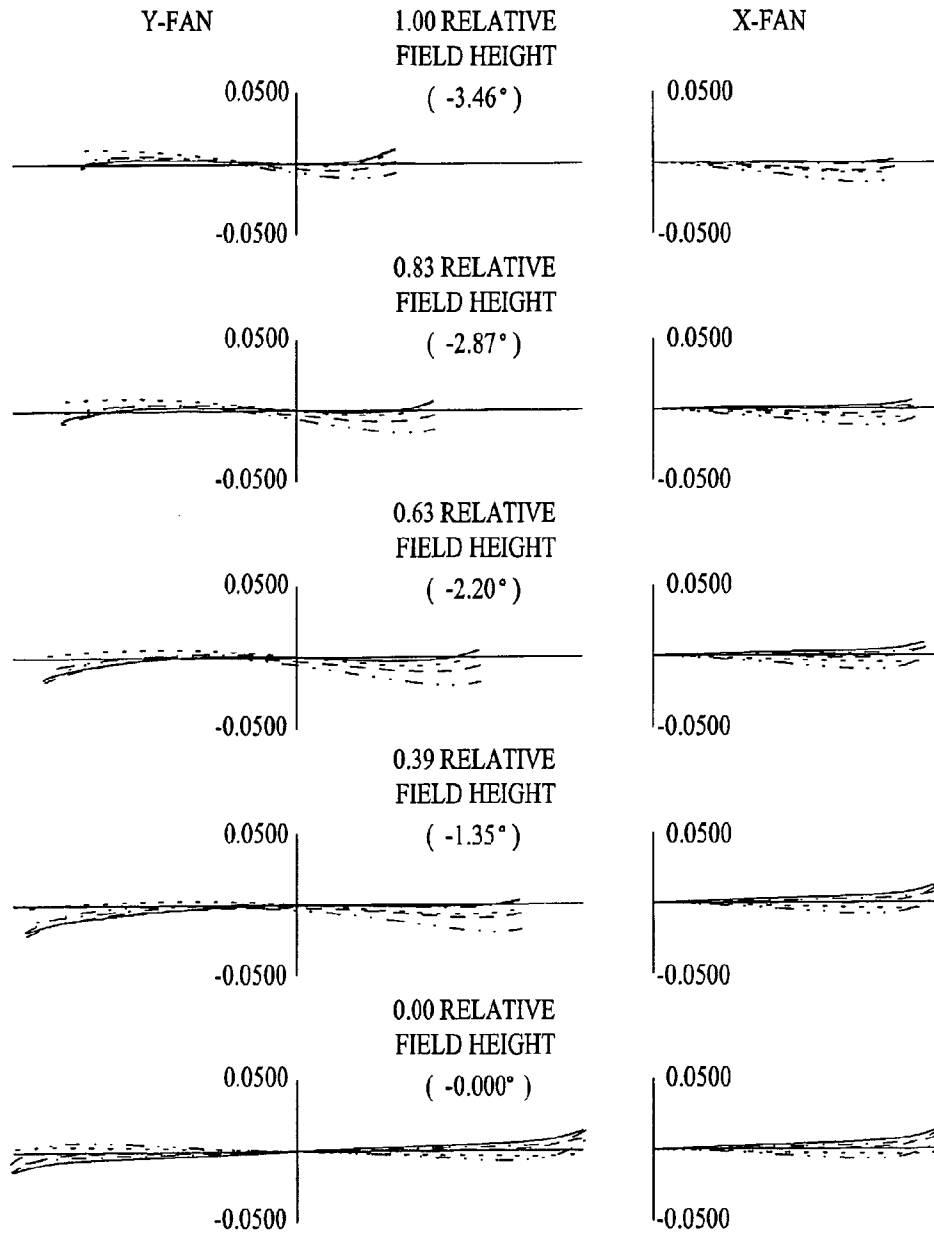 Y-FAN 1.00 RELATIVE X-FAN
FIELD HEIGHT
0.0500 ( -3.46° ) 0.0500
-0.0500 -0.0500
0.83 RELATIVE
FIELD HEIGHT
0.0500 ( -2.87° ) 0.0500
-0.0500 -0.0500
0.63 RELATIVE
FIELD HEIGHT
0.0500 ( -2.20° ) 0.0500
-0.0500 -0.0500
0.39 RELATIVE
FIELD HEIGHT
0.0500 ( -1.35° ) 0.0500
-0.0500 -0.0500
0.00 RELATIVE
FIELD HEIGHT
0.0500 ( -0.000° ) 0.0500
-0.0500 -0.0500